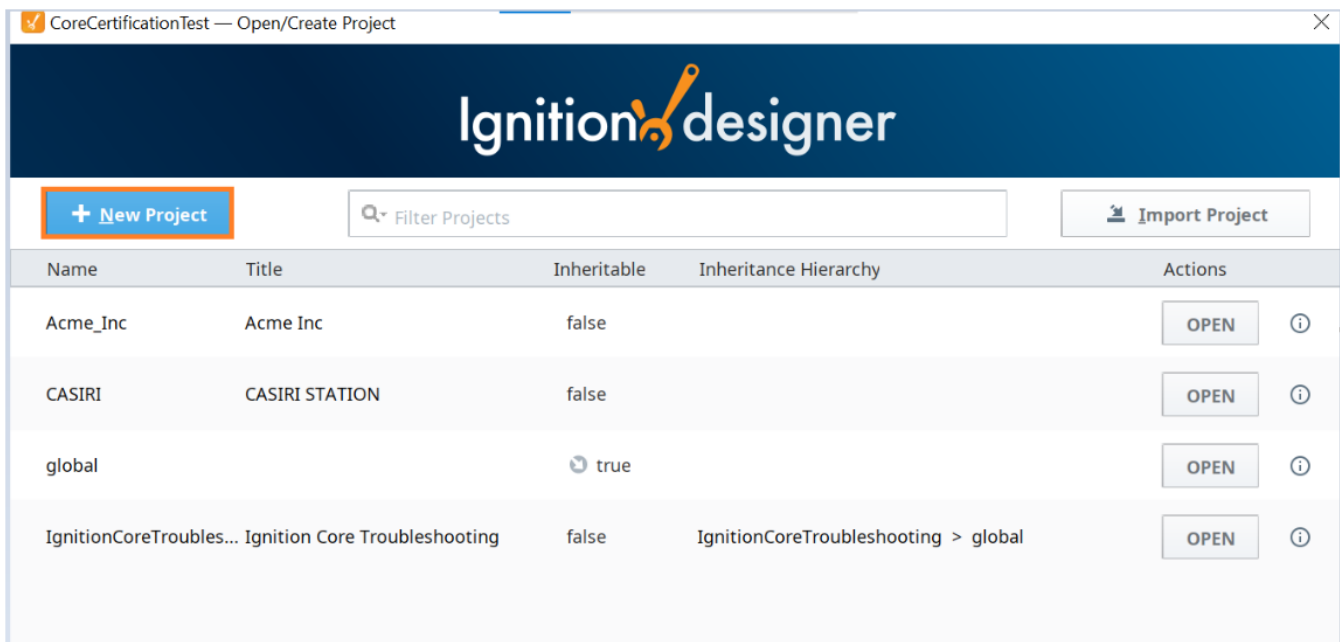 CoreCertificationTest — Open/Create Project
Ignition designer
New Project
Filter Projects
Import Project
Name Title Inheritable Inheritance Hierarchy Actions
Acme_Inc Acme Inc false OPEN
CASIRI CASIRI STATION false OPEN
global true OPEN
IgnitionCoreTroubles... Ignition Core Troubleshooting false IgnitionCoreTroubleshooting > global OPEN